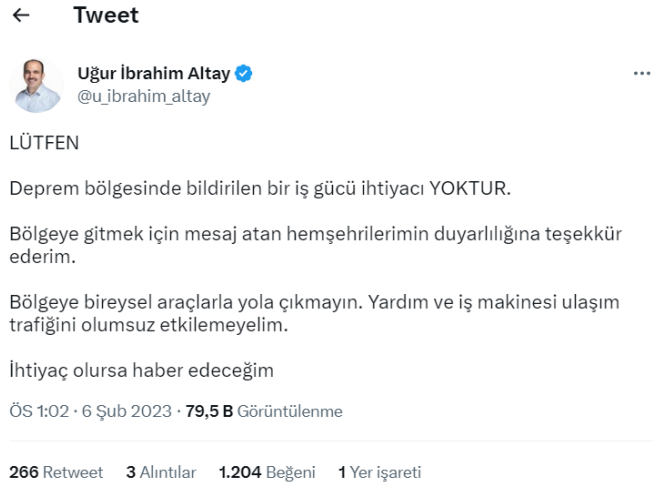 Tweet
Uğur İbrahim Altay
@u_ibrahim_altay
LÜTFEN
Deprem bölgesinde bildirilen bir iş gücü ihtiyacı YOKTUR.
Bölgeye gitmek için mesaj atan hemşehrilerimin duyarlılığına teşekkür
ederim.
Bölgeye bireysel araçlarla yola çıkmayın. Yardım ve iş makinesi ulaşım
trafiğini olumsuz etkilemeyelim.
İhtiyaç olursa haber edeceğim
ÖS 1:02 · 6 Şub 2023 · 79,5 B Görüntülenme
266 Retweet 3 Alıntılar 1.204 Beğeni 1 Yer işareti